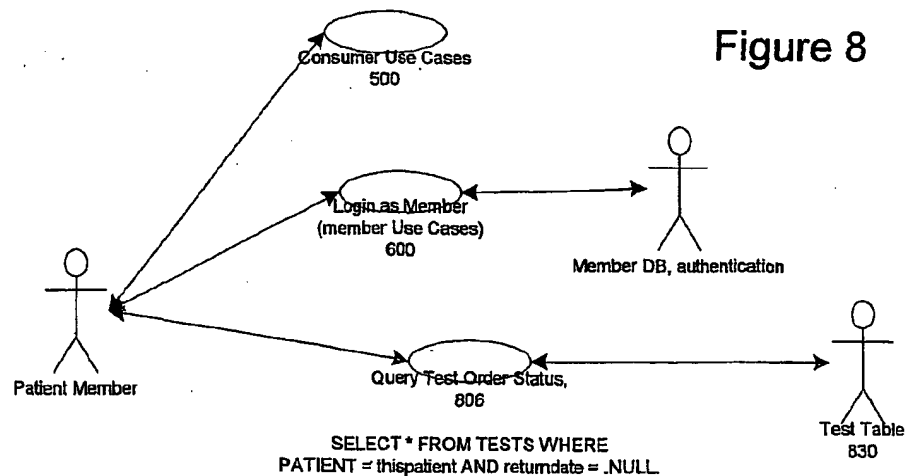 Figure 8
Consumer Use Cases
500
Login as Member
(member Use Cases)
600
Member DB, authentication
Patient Member
Query Test Order Status,
806
Test Table
830
SELECT * FROM TESTS WHERE
PATIENT = thispatient AND returndate = .NULL.